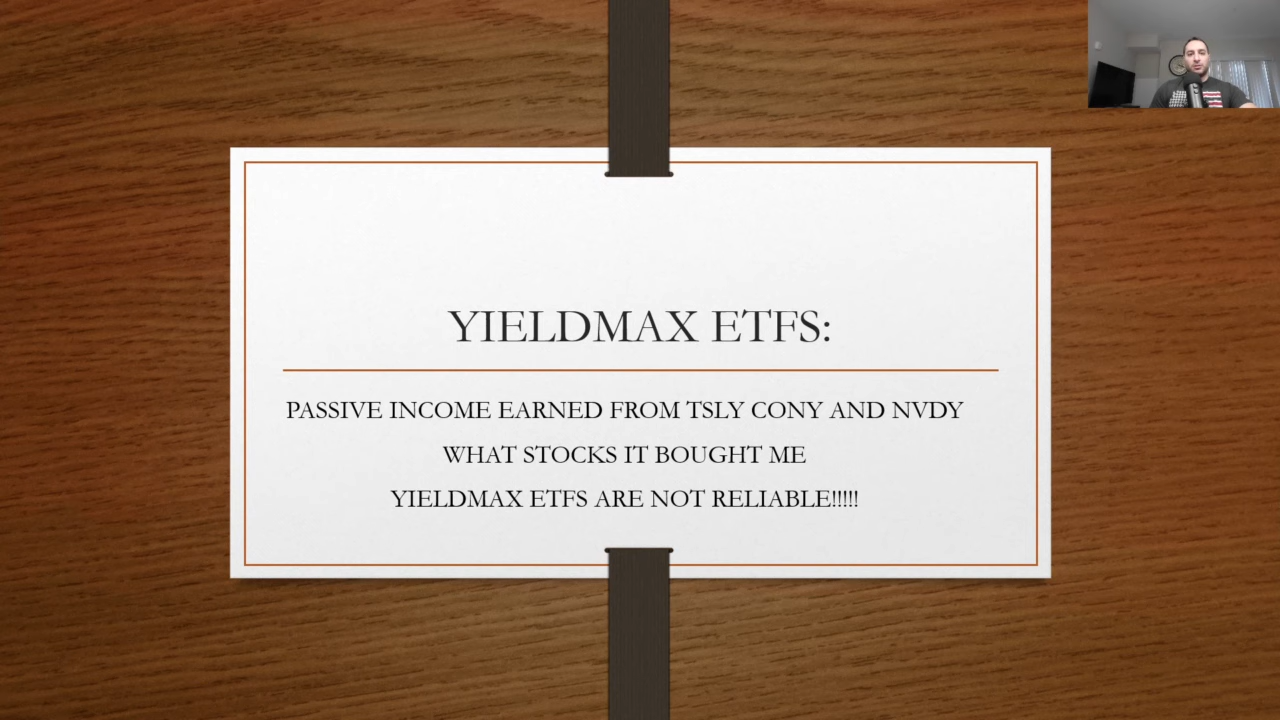 YIELDMAX ETFS:
PASSIVE INCOME EARNED FROM TSLY CONY AND NVDY
WHAT STOCKS IT BOUGHT ME
YIELDMAX ETFS ARE NOT RELIABLE!!!!!